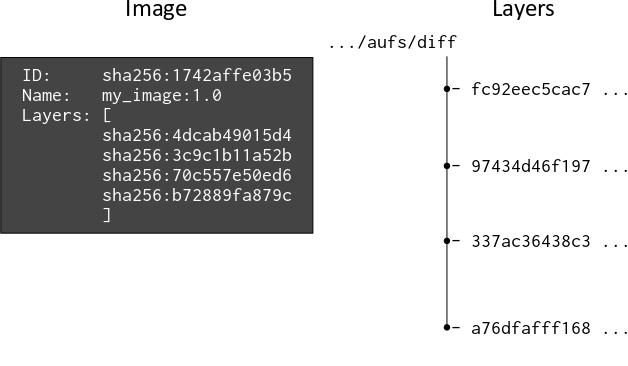 Image
ID: sha256:1742affe03b5
Name: my_image:1.0
Layers: [
sha256:4dcab49015d4
sha256:3c9c1b11a52b
sha256:70c557e50ed6
sha256:b72889fa879c
]
Layers
.../aufs/diff
fc92eec5cac7 ...
97434d46f197 ...
337ac36438c3 ...
a76dfafff168 ...